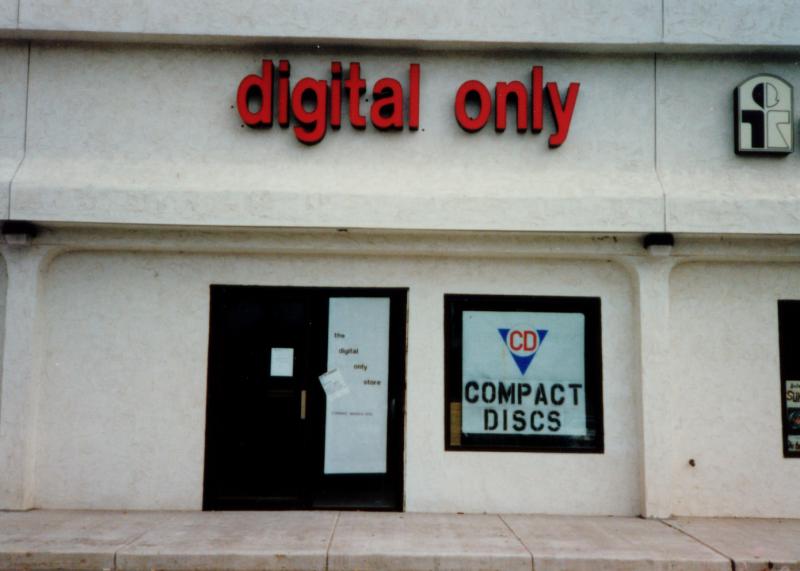 digital only
the
digital
only
store
CD
COMPACT
DISCS